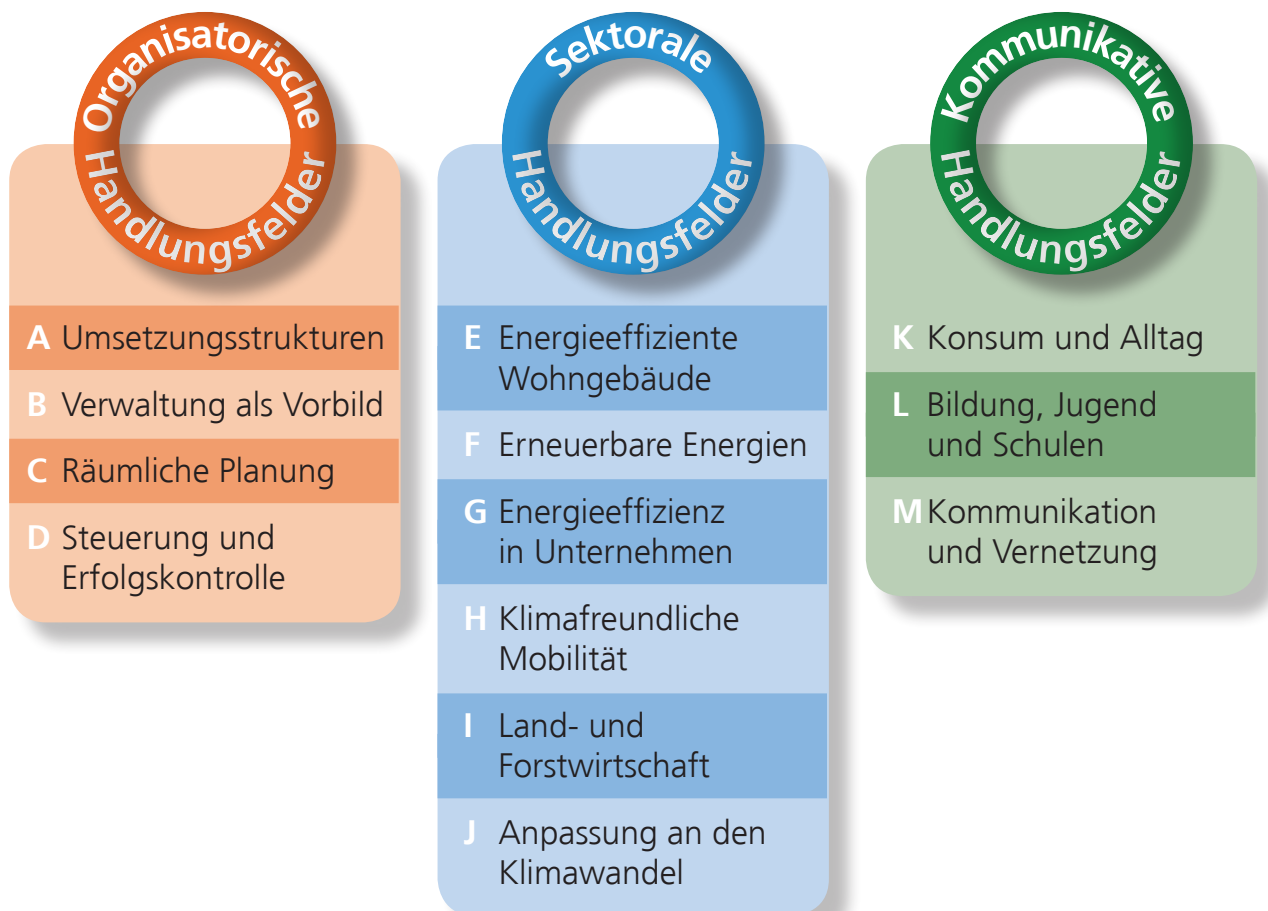 Organisatorische
Handlungsfelder
A Umsetzungsstrukturen
B Verwaltung als Vorbild
C Räumliche Planung
D Steuerung und
Erfolgskontrolle
Sektorale
Handlungsfelder
E Energieeffiziente
Wohngebäude
F Erneuerbare Energien
G Energieeffizienz
in Unternehmen
H Klimafreundliche
Mobilität
I Land- und
Forstwirtschaft
J Anpassung an den
Klimawandel
Kommunikative
Handlungsfelder
K Konsum und Alltag
L Bildung, Jugend
und Schulen
M Kommunikation
und Vernetzung